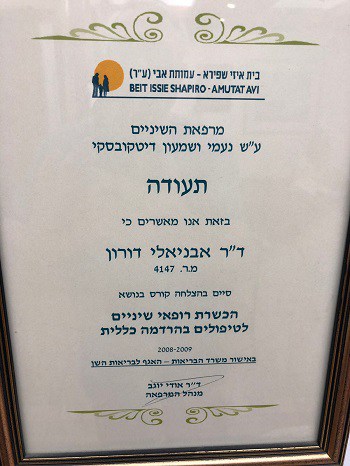 בית איזי שפירא - עמותת אבי (ע"ר)
BEIT ISSIE SHAPIRO · AMUTAT AVI
מרפאת השיניים
ע"ש נעמי ושמעון דיטקובסקי
תעודה
בזאת אנו מאשרים כי
ד"ר אבניאלי דורון
מ.ר. 4147
סיים בהצלחה קורס בנושא
הכשרת רופאי שיניים
לטיפולים בהרדמה כללית
2008-2009
באישור משרד הבריאות – האגף לבריאות השן
ד"ר אודי יוגב
מנהל המרפאה